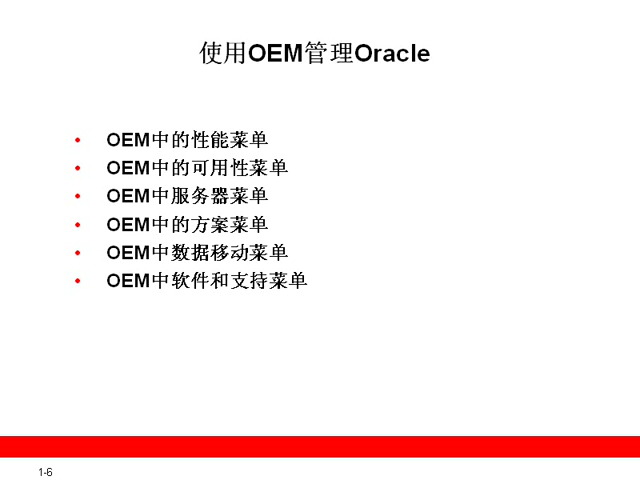 使用OEM管理Oracle
• OEM中的性能菜单
• OEM中的可用性菜单
• OEM中服务器菜单
• OEM中的方案菜单
• OEM中数据移动菜单
• OEM中软件和支持菜单
1-6